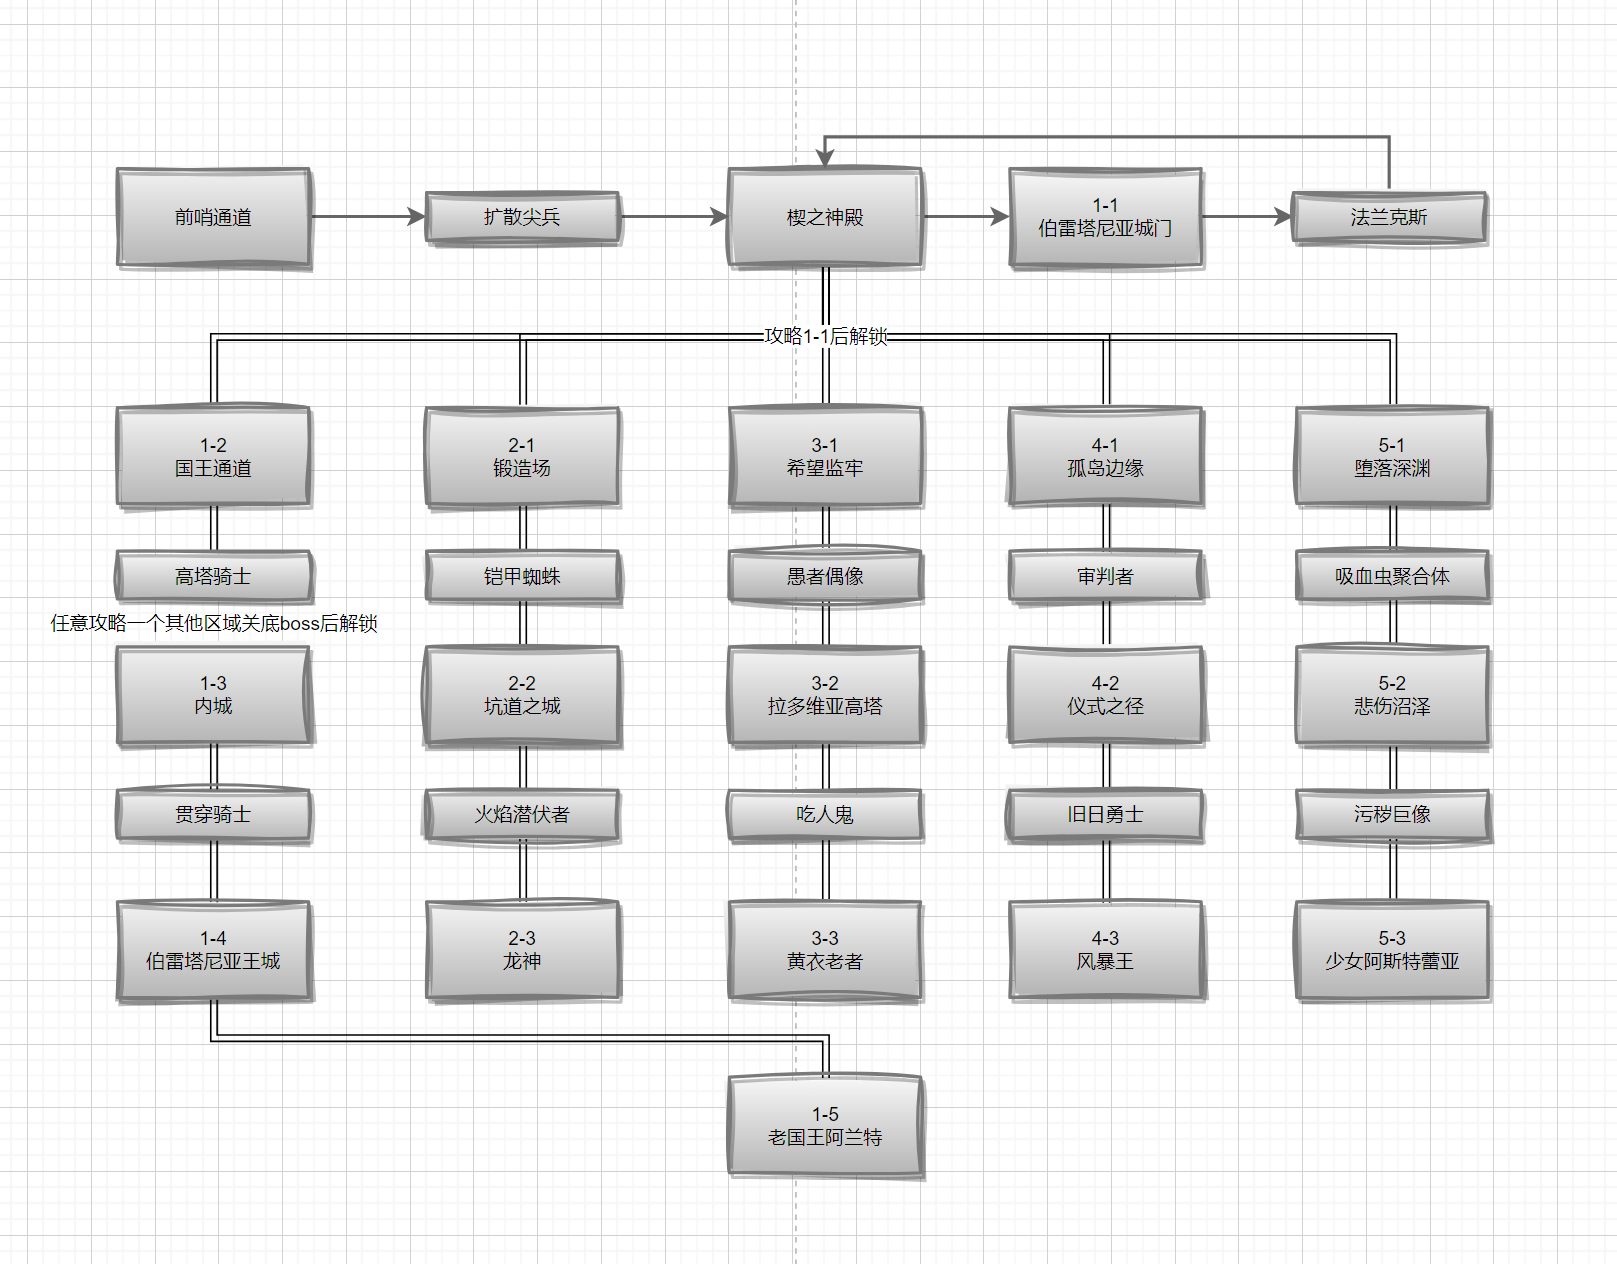 前哨通道
扩散尖兵
楔之神殿
1-1
伯雷塔尼亚城门
法兰克斯
攻略1-1后解锁
1-2
国王通道
2-1
锻造场
3-1
希望监牢
4-1
孤岛边缘
5-1
堕落深渊
高塔骑士
铠甲蜘蛛
愚者偶像
审判者
吸血虫聚合体
任意攻略一个其他区域关底boss后解锁
1-3
内城
2-2
坑道之城
3-2
拉多维亚高塔
4-2
仪式之径
5-2
悲伤沼泽
贯穿骑士
火焰潜伏者
吃人鬼
旧日勇士
污秽巨像
1-4
伯雷塔尼亚王城
2-3
龙神
3-3
黄衣老者
4-3
风暴王
5-3
少女阿斯特蕾亚
1-5
老国王阿兰特